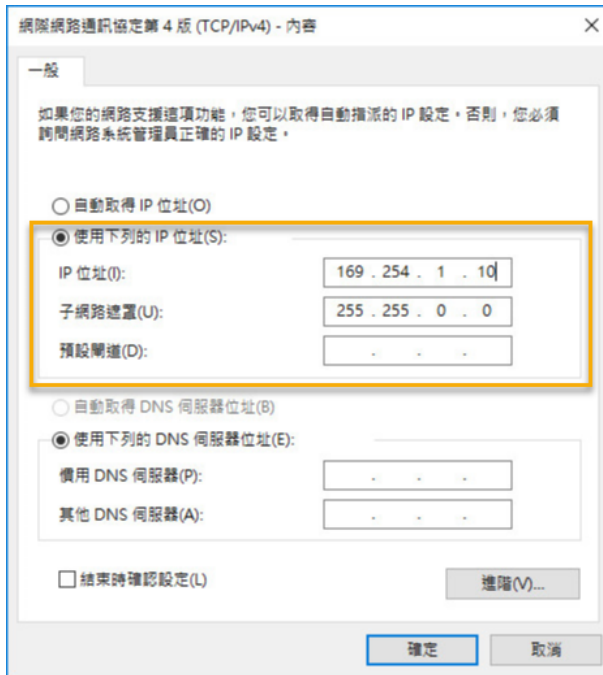 網際網路通訊協定第 4 版 (TCP/IPv4) - 內容
一般
如果您的網路支援這項功能，您可以取得自動指派的 IP 設定。否則，您必須
詢問網路系統管理員正確的 IP 設定。
自動取得 IP 位址(O)
使用下列的 IP 位址(S):
IP 位址(I): 169 . 254 . 1 . 10
子網路遮罩(U): 255 . 255 . 0 . 0
預設閘道(D): . . .
自動取得 DNS 伺服器位址(B)
使用下列的 DNS 伺服器位址(E):
慣用 DNS 伺服器(P): . . .
其他 DNS 伺服器(A): . . .
結束時確認設定(L)
進階(V)...
確定
取消